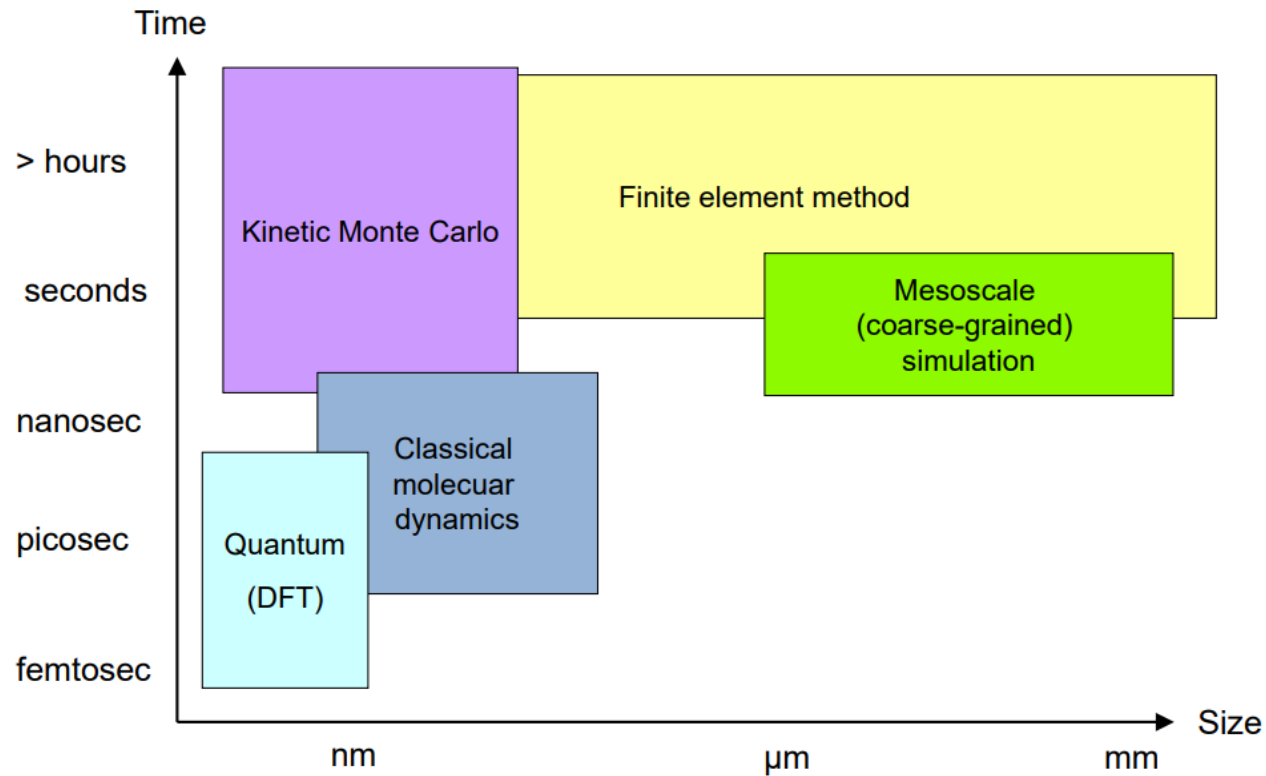 Time
> hours
seconds
nanosec
picosec
femtosec
Kinetic Monte Carlo
Finite element method
Mesoscale
(coarse-grained)
simulation
Classical
molecuar
dynamics
Quantum
(DFT)
Size
nm
μm
mm